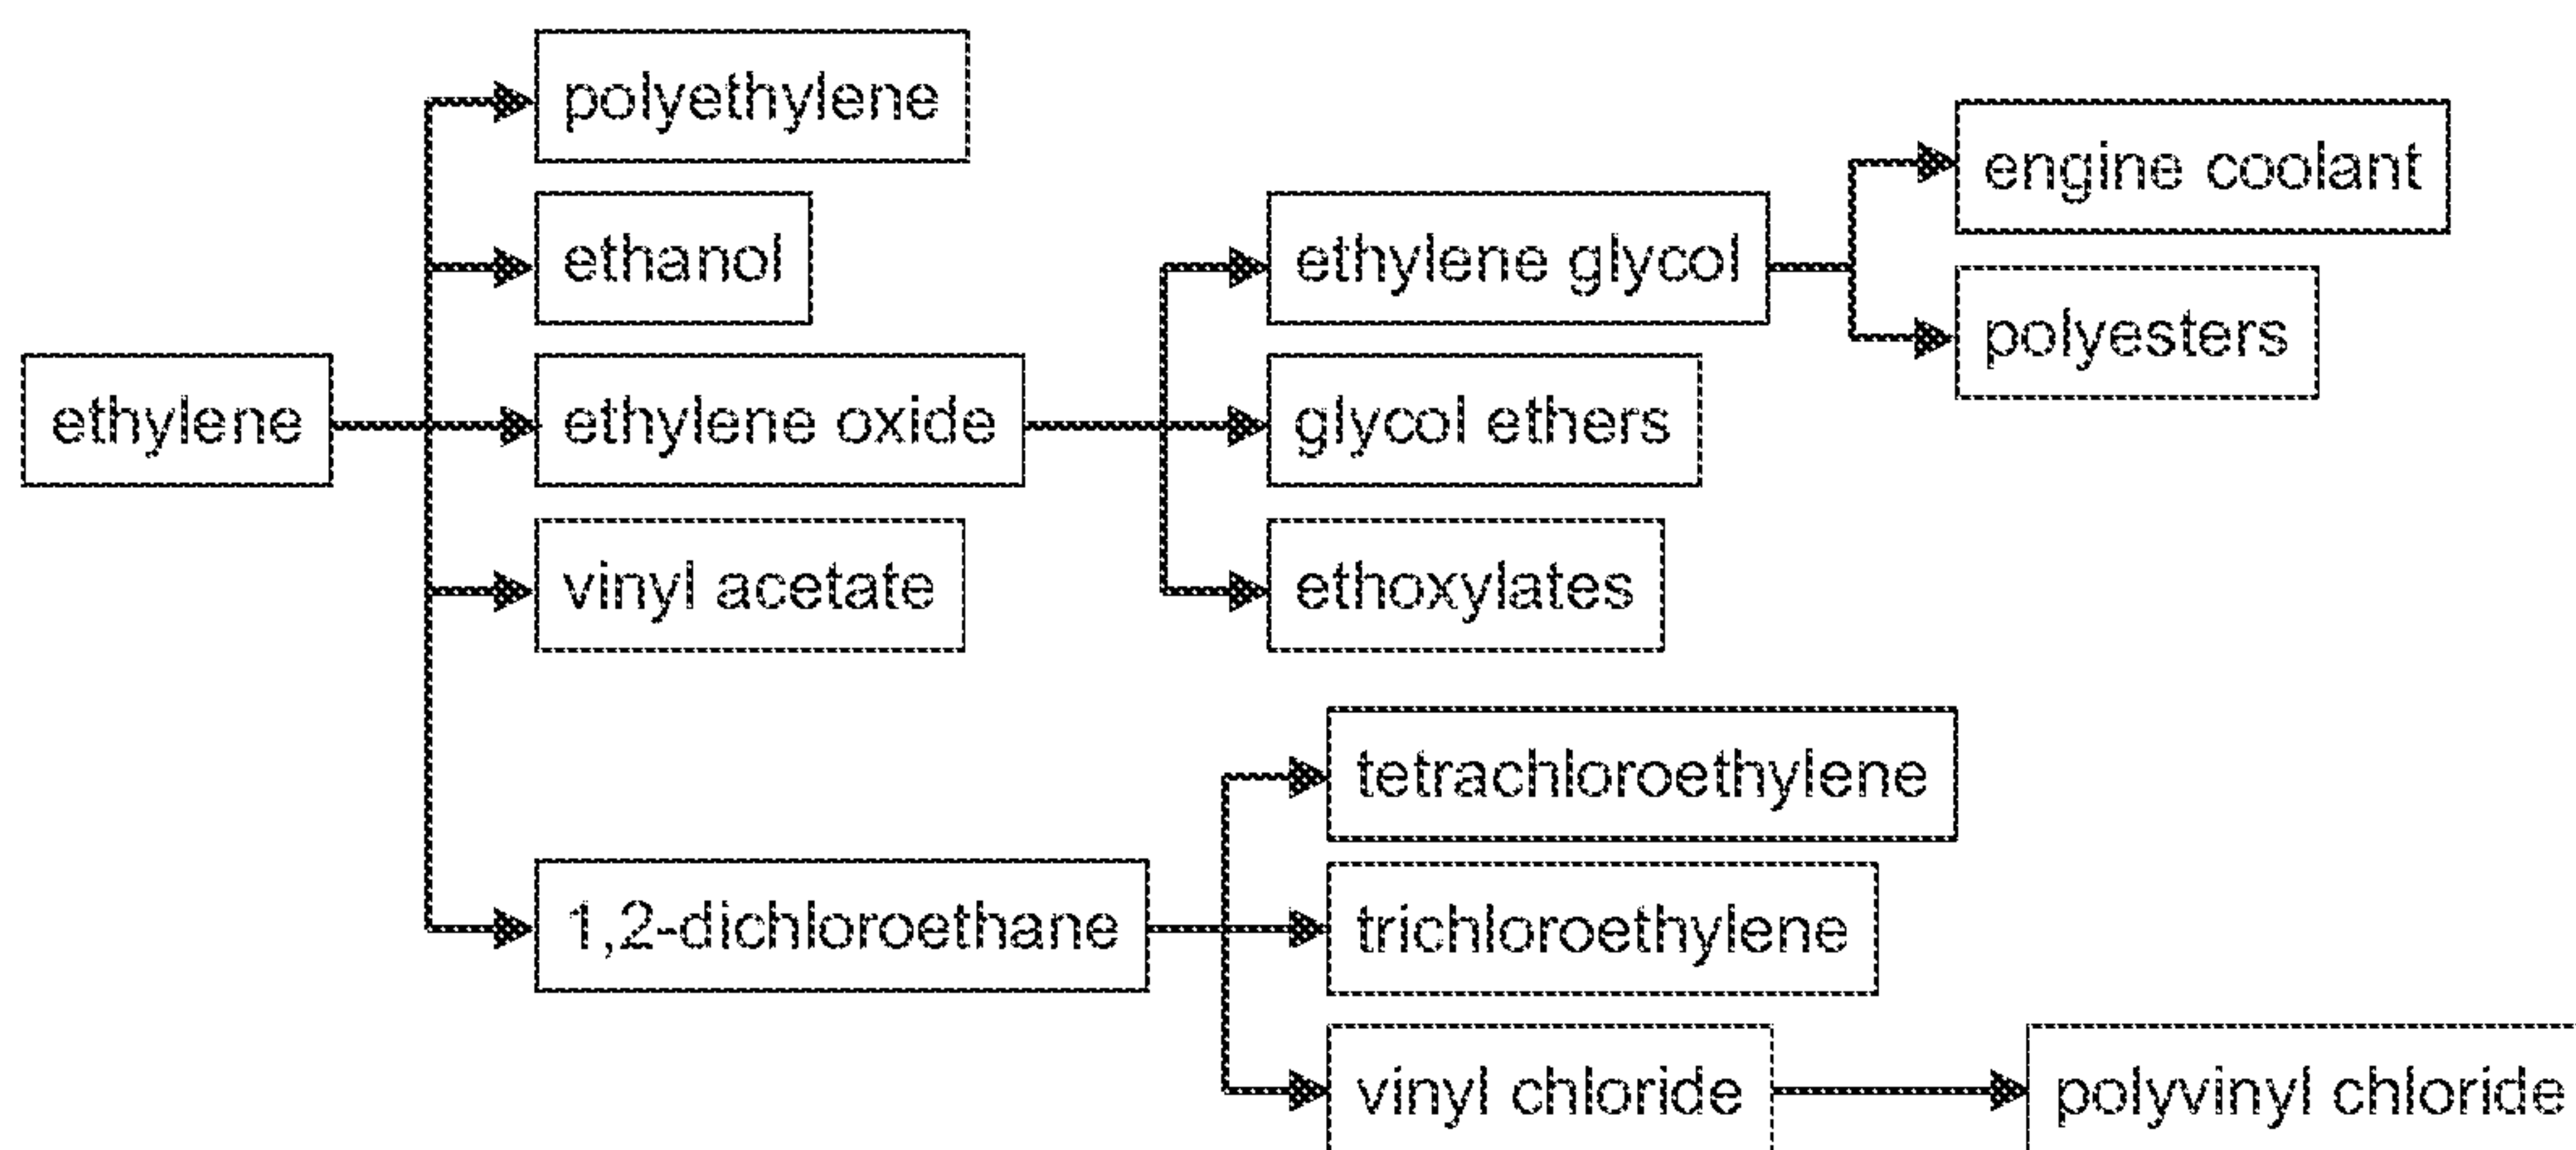 polyethylene
ethanol
ethylene
ethylene oxide
vinyl acetate
1,2-dichloroethane
ethylene glycol
glycol ethers
ethoxylates
engine coolant
polyesters
tetrachloroethylene
trichloroethylene
vinyl chloride
polyvinyl chloride